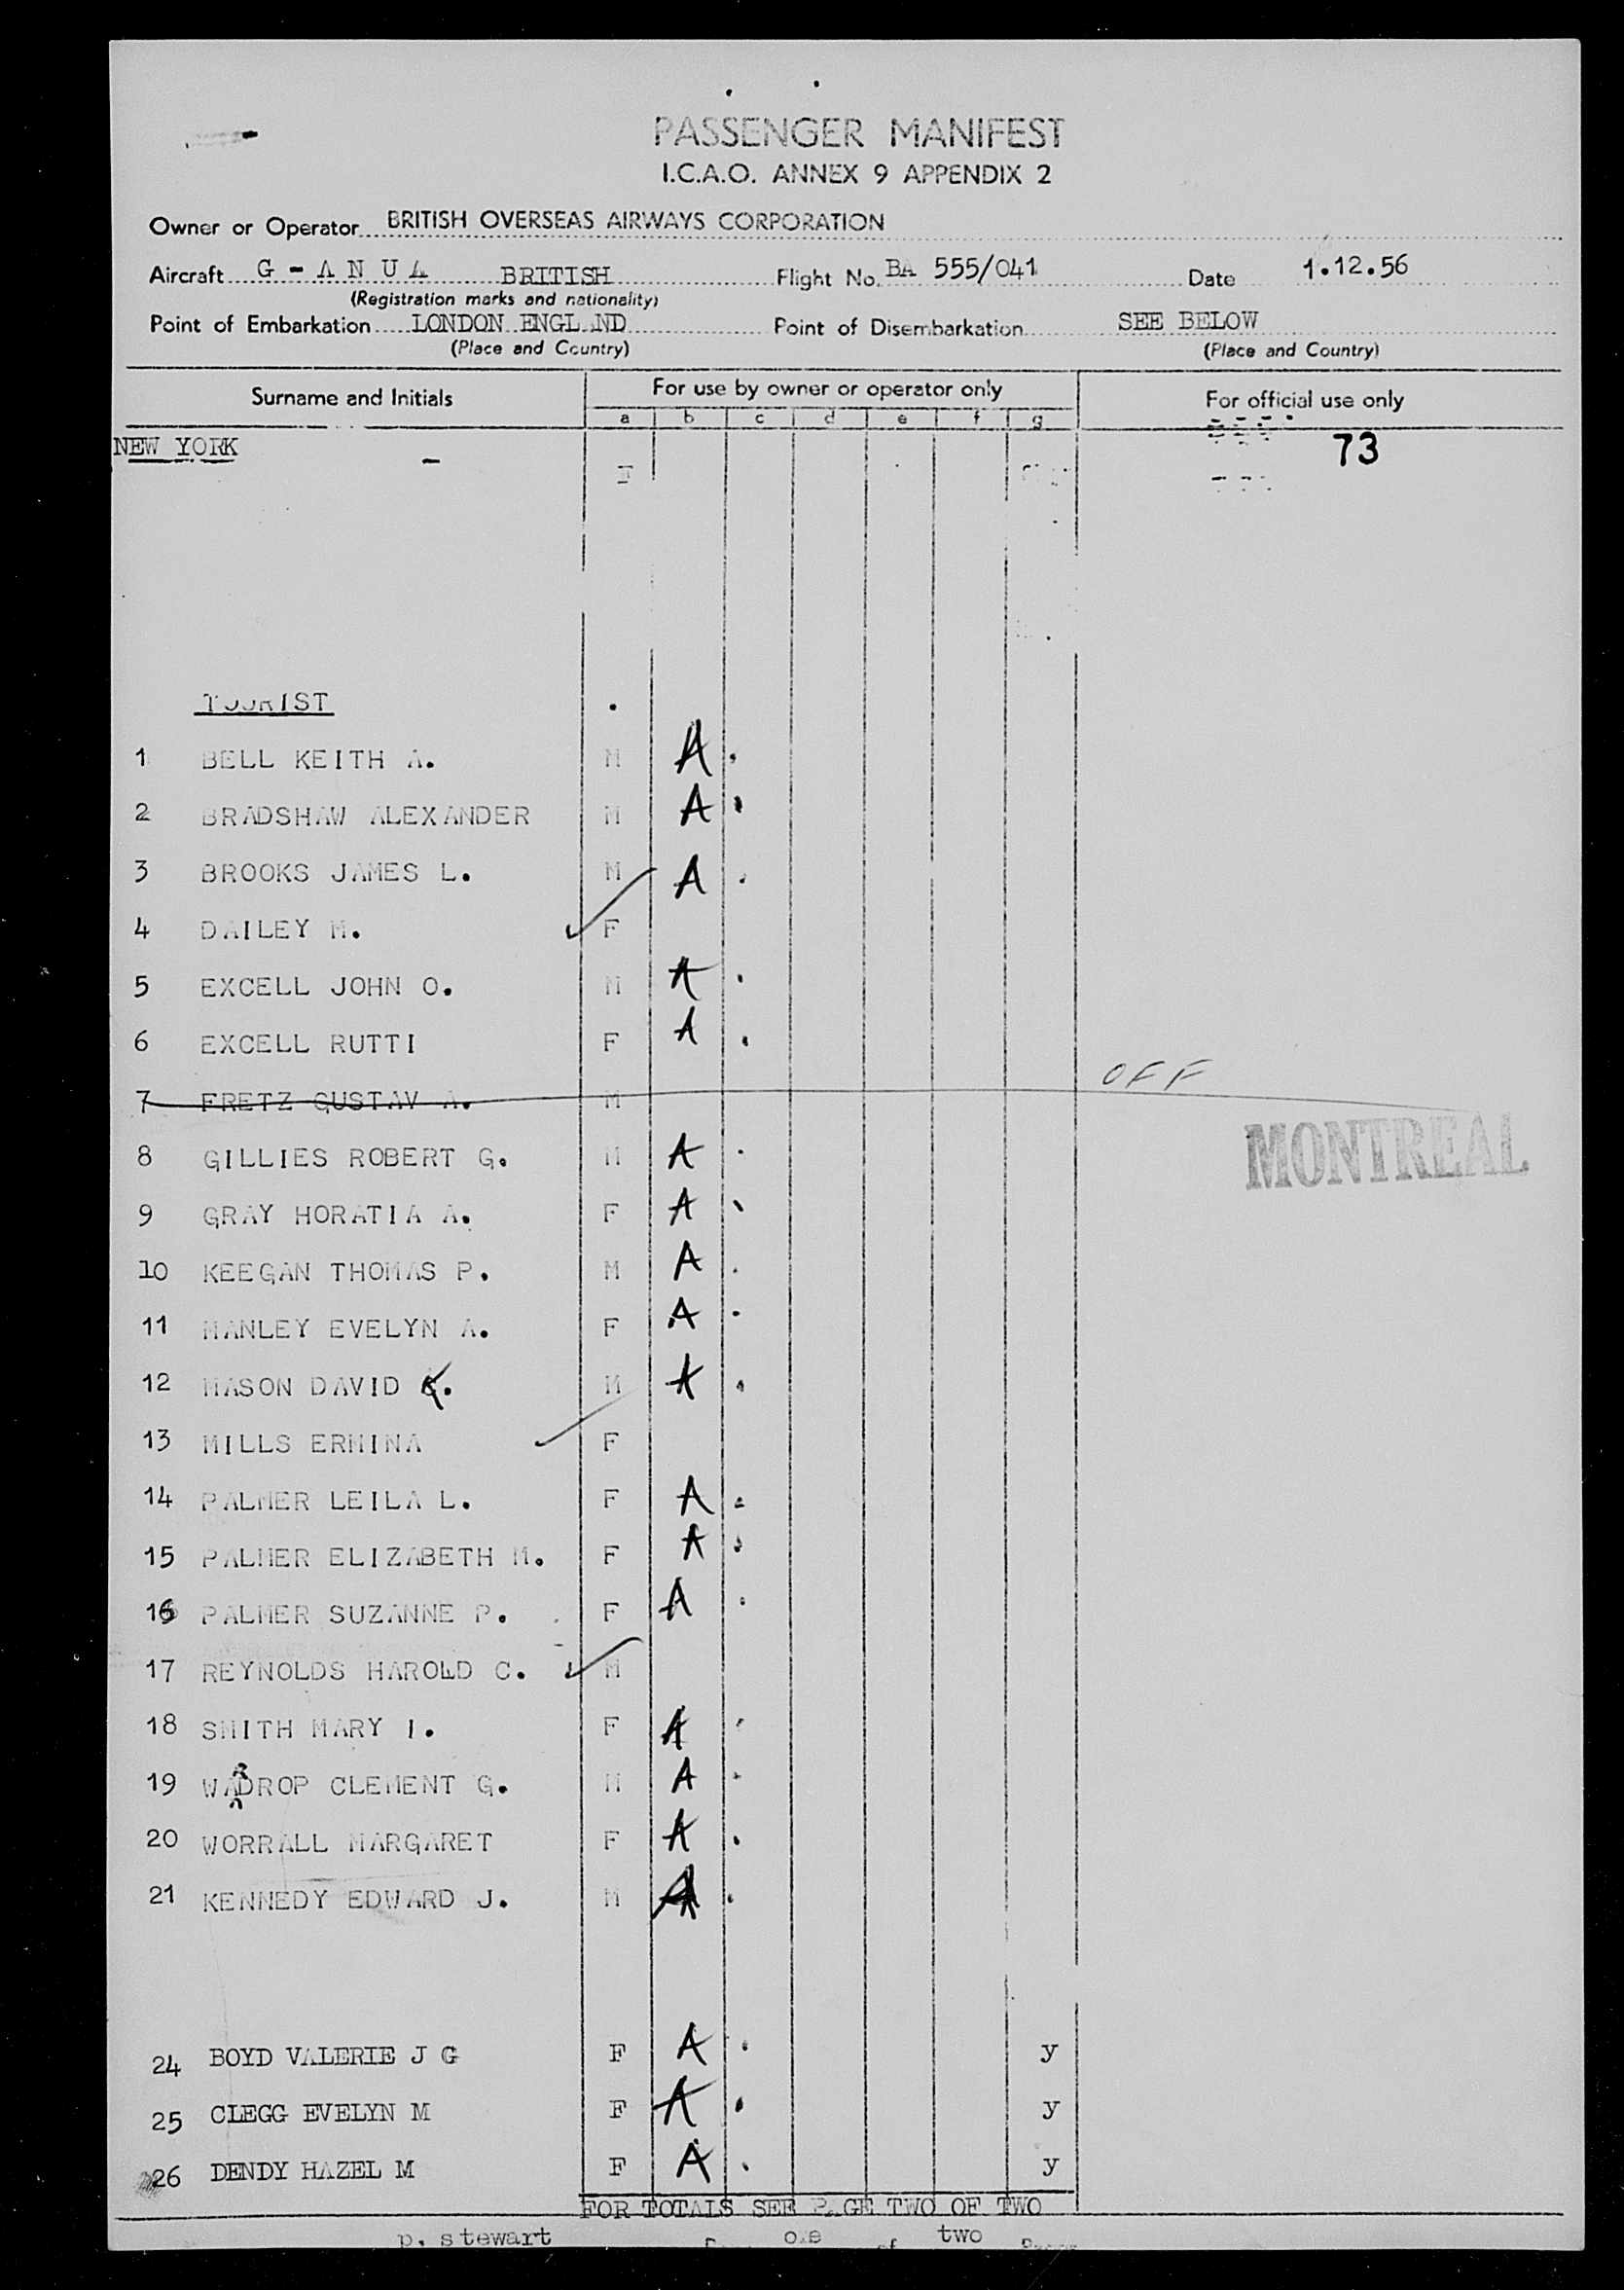 PASSENGER MANIFEST
I.C.A.O. ANNEX 9 APPENDIX 2
Owner or Operator BRITISH OVERSEAS AIRWAYS CORPORATION
Aircraft G - A N U A BRITISH Flight No. BA 555/041 Date 1.12.56
(Registration marks and nationality)
Point of Embarkation LONDON ENGL ND Point of Disembarkation SEE BELOW
(Place and Country) (Place and Country)
Surname and Initials For use by owner or operator only For official use only
a b c d e f g
NEW YORK 73
F
TOURIST
1 BELL KEITH A. M A
2 BRADSHAW ALEXANDER M A
3 BROOKS JAMES L. M A
4 DAILEY M. F
5 EXCELL JOHN O. M A
6 EXCELL RUTTI F A
OFF
7 FRETZ GUSTAV A. M
MONTREAL
8 GILLIES ROBERT G. M A
9 GRAY HORATIA A. F A
10 KEEGAN THOMAS P. M A
11 MANLEY EVELYN A. F A
12 MASON DAVID K. M A
13 MILLS ERMINA F
14 PALMER LEILA L. F A
15 PALMER ELIZABETH M. F A
16 PALMER SUZANNE P. F A
17 REYNOLDS HAROLD C. M
18 SMITH MARY I. F A
19 WARDROP CLEMENT G. M A
20 WORRALL MARGARET F A
21 KENNEDY EDWARD J. M A
24 BOYD VALERIE J G F A y
25 CLEGG EVELYN M F A y
26 DENDY HAZEL M F A y
FOR TOTALS SEE PAGE TWO OF TWO
p. stewart of two